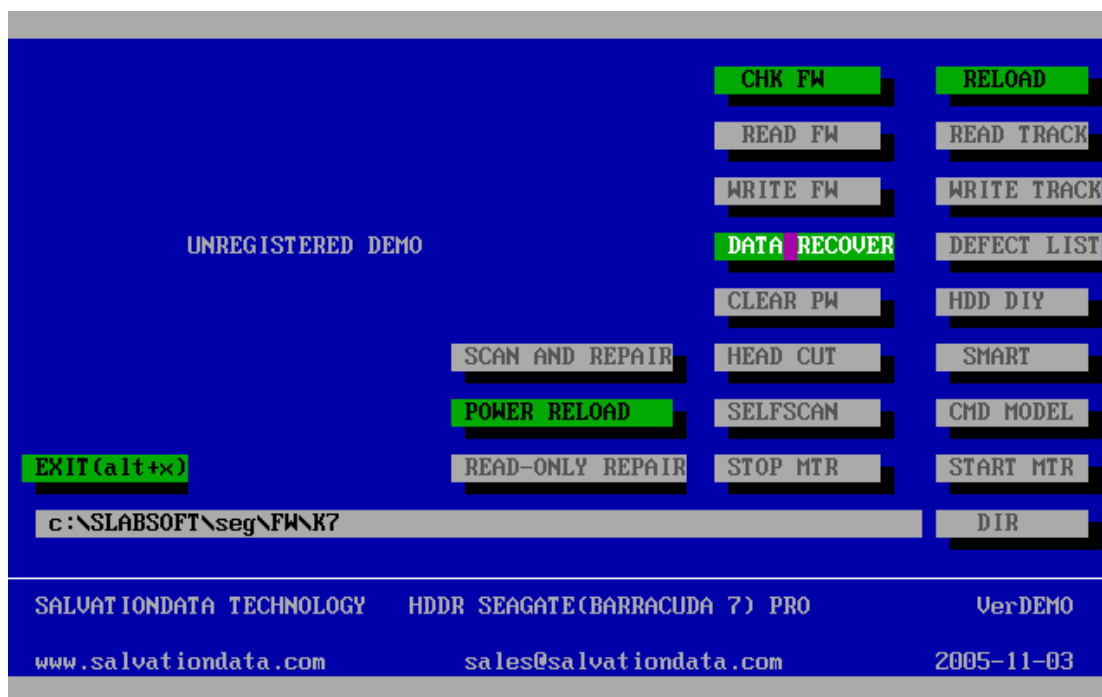 CHK FW RELOAD
READ FW READ TRACK
WRITE FW WRITE TRACK
UNREGISTERED DEMO DATA RECOVER DEFECT LIST
CLEAR PW HDD DIY
SCAN AND REPAIR HEAD CUT SMART
POWER RELOAD SELFSCAN CMD MODEL
EXIT(alt+x) READ-ONLY REPAIR STOP MTR START MTR
c:\SLABSOFT\seg\FW\K7 DIR
SALVATIONDATA TECHNOLOGY HDDR SEAGATE(BARRACUDA 7) PRO VerDEMO
www.salvationdata.com sales@salvationdata.com 2005-11-03